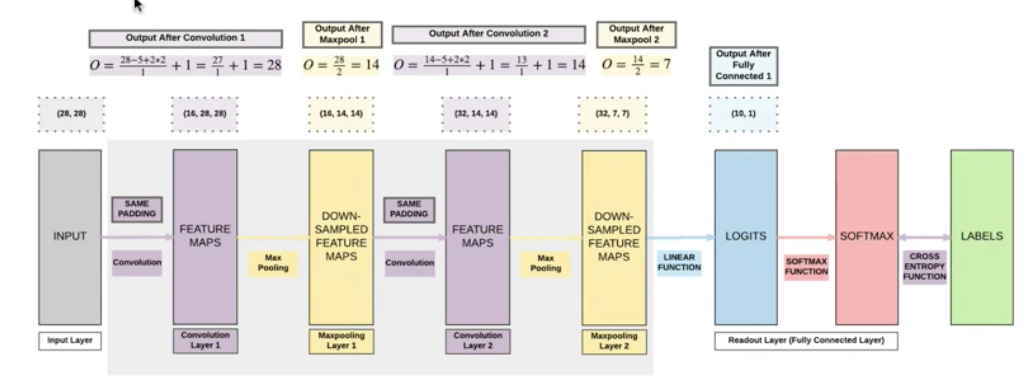 Output After Convolution 1
O = 28−5+2*2/1 + 1 = 27/1 + 1 = 28
Output After
Maxpool 1
O = 28/2 = 14
Output After Convolution 2
O = 14−5+2*2/1 + 1 = 13/1 + 1 = 14
Output After
Maxpool 2
O = 14/2 = 7
Output After
Fully
Connected 1
(28, 28)
(16, 28, 28)
(16, 14, 14)
(32, 14, 14)
(32, 7, 7)
(10, 1)
INPUT
SAME
PADDING
Convolution
FEATURE
MAPS
Max
Pooling
DOWN-
SAMPLED
FEATURE
MAPS
SAME
PADDING
Convolution
FEATURE
MAPS
Max
Pooling
DOWN-
SAMPLED
FEATURE
MAPS
LINEAR
FUNCTION
LOGITS
SOFTMAX
FUNCTION
SOFTMAX
CROSS
ENTROPY
FUNCTION
LABELS
Input Layer
Convolution
Layer 1
Maxpooling
Layer 1
Convolution
Layer 2
Maxpooling
Layer 2
Readout Layer (Fully Connected Layer)